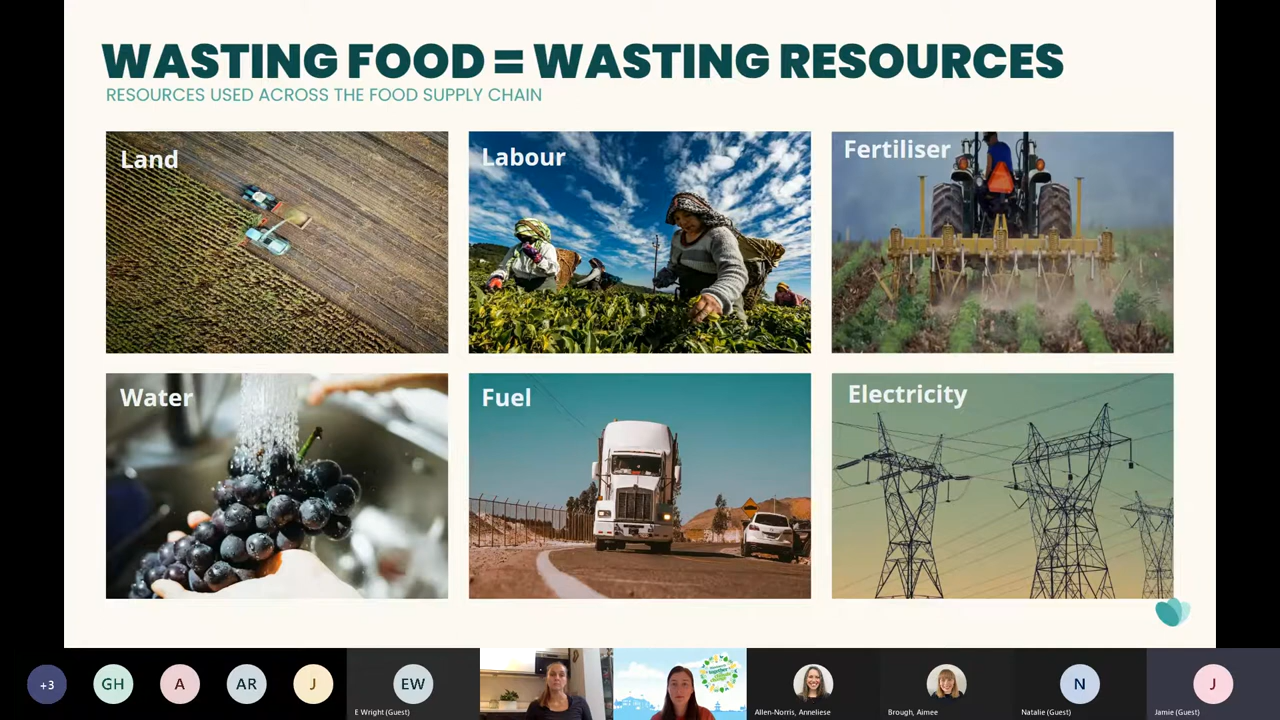 WASTING FOOD = WASTING RESOURCES
RESOURCES USED ACROSS THE FOOD SUPPLY CHAIN
Land
Labour
Fertiliser
Water
Fuel
Electricity
+3
GH
A
AR
J
EW
E Wright (Guest)
together
Allen-Norris, Anneliese
Brough, Aimee
N
Natalie (Guest)
J
Jamie (Guest)